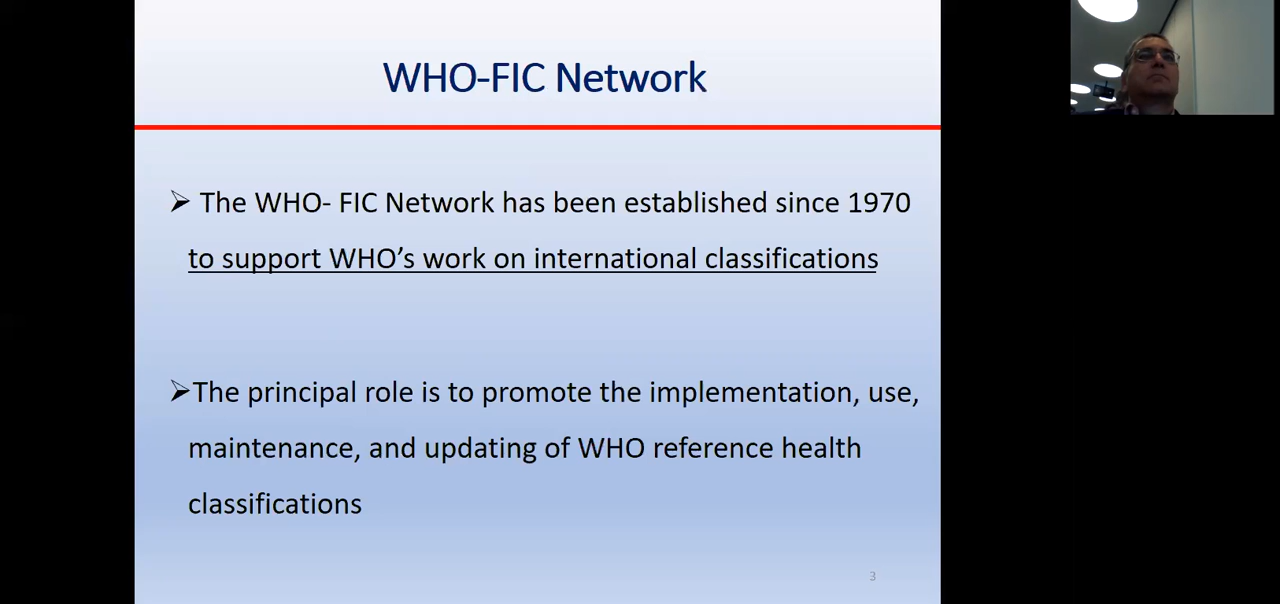 WHO-FIC Network
➢ The WHO- FIC Network has been established since 1970
to support WHO’s work on international classifications
➢The principal role is to promote the implementation, use,
maintenance, and updating of WHO reference health
classifications
3